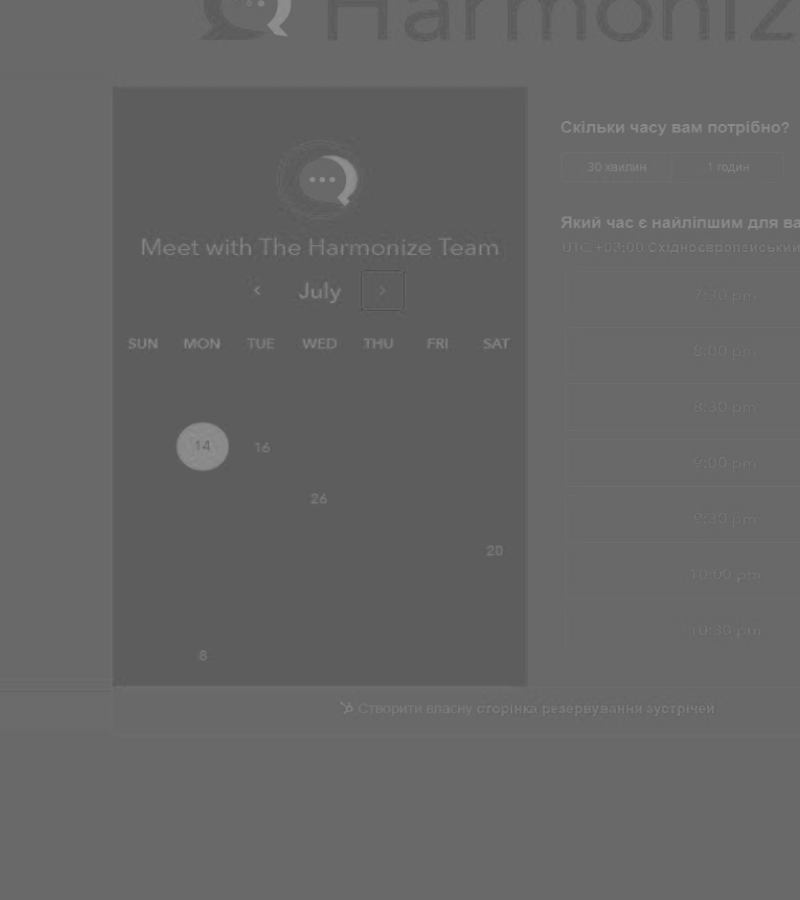 Harmoniz
Meet with The Harmonize Team
July
SUN MON TUE WED THU FRI SAT
14 16
26
20
8
Скільки часу вам потрібно?
30 хвилин 1 годин
Який час є найліпшим для ва
UTC +03:00 Східноєвропейський
7:30 pm
8:00 pm
8:30 pm
9:00 pm
9:30 pm
10:00 pm
10:30 pm
Створити власну сторінка резервування зустрічей